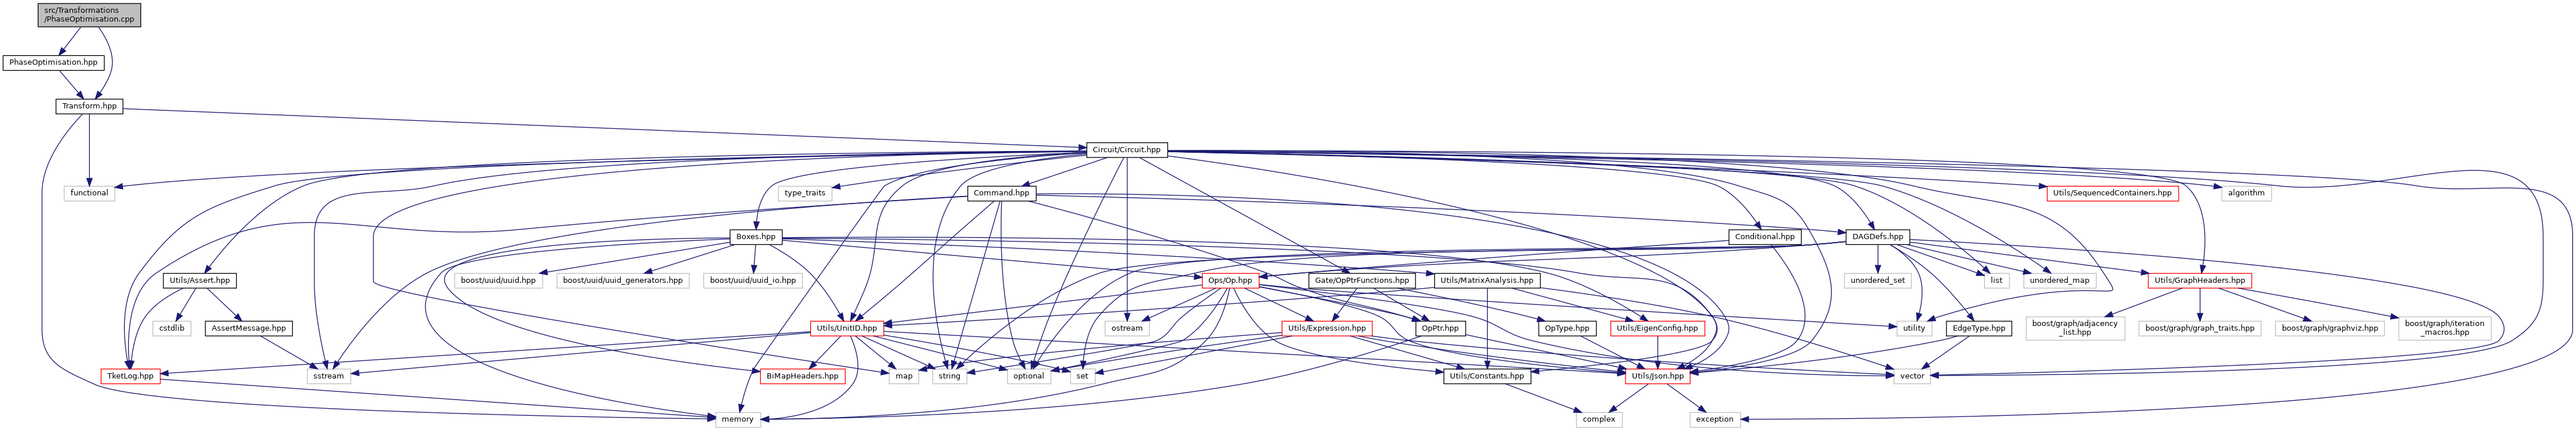 src/Transformations
/PhaseOptimisation.cpp
PhaseOptimisation.hpp
Transform.hpp
Circuit/Circuit.hpp
functional
type_traits
Command.hpp
Utils/SequencedContainers.hpp
algorithm
Boxes.hpp
Conditional.hpp
DAGDefs.hpp
Utils/Assert.hpp
boost/uuid/uuid.hpp
boost/uuid/uuid_generators.hpp
boost/uuid/uuid_io.hpp
Ops/Op.hpp
Gate/OpPtrFunctions.hpp
Utils/MatrixAnalysis.hpp
unordered_set
list
unordered_map
Utils/GraphHeaders.hpp
cstdlib
AssertMessage.hpp
Utils/UnitID.hpp
ostream
Utils/Expression.hpp
OpPtr.hpp
OpType.hpp
Utils/EigenConfig.hpp
utility
EdgeType.hpp
boost/graph/adjacency
_list.hpp
boost/graph/graph_traits.hpp
boost/graph/graphviz.hpp
boost/graph/iteration
_macros.hpp
TketLog.hpp
sstream
BiMapHeaders.hpp
map
string
optional
set
Utils/Constants.hpp
Utils/Json.hpp
vector
memory
complex
exception